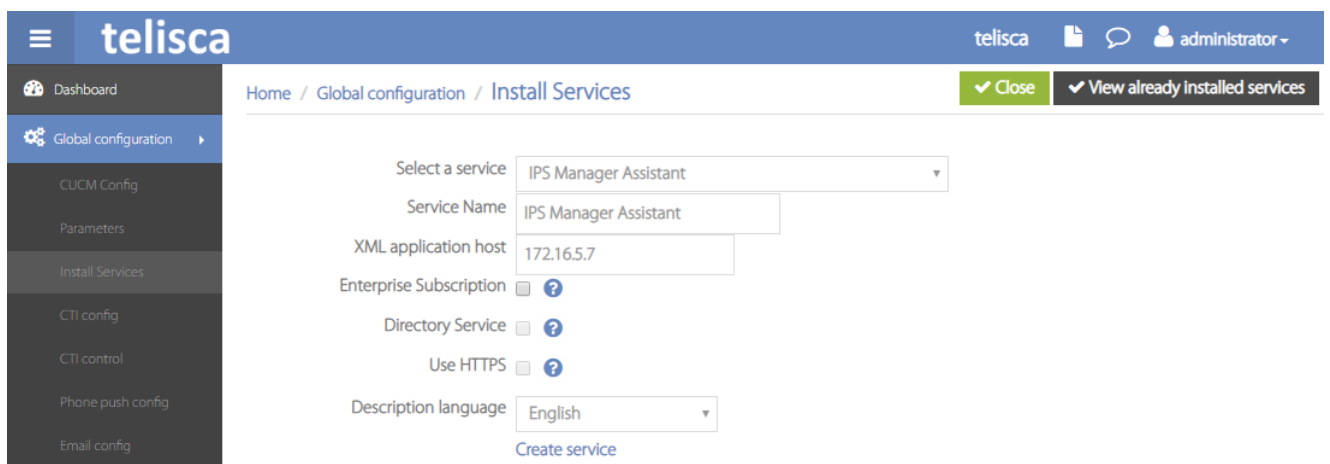 telisca
telisca administrator
Dashboard
Home / Global configuration / Install Services
Close
View already installed services
Global configuration
CUCM Config
Parameters
Install Services
CTI config
CTI control
Phone push config
Email config
Select a service IPS Manager Assistant
Service Name IPS Manager Assistant
XML application host 172.16.5.7
Enterprise Subscription ?
Directory Service ?
Use HTTPS ?
Description language English
Create service